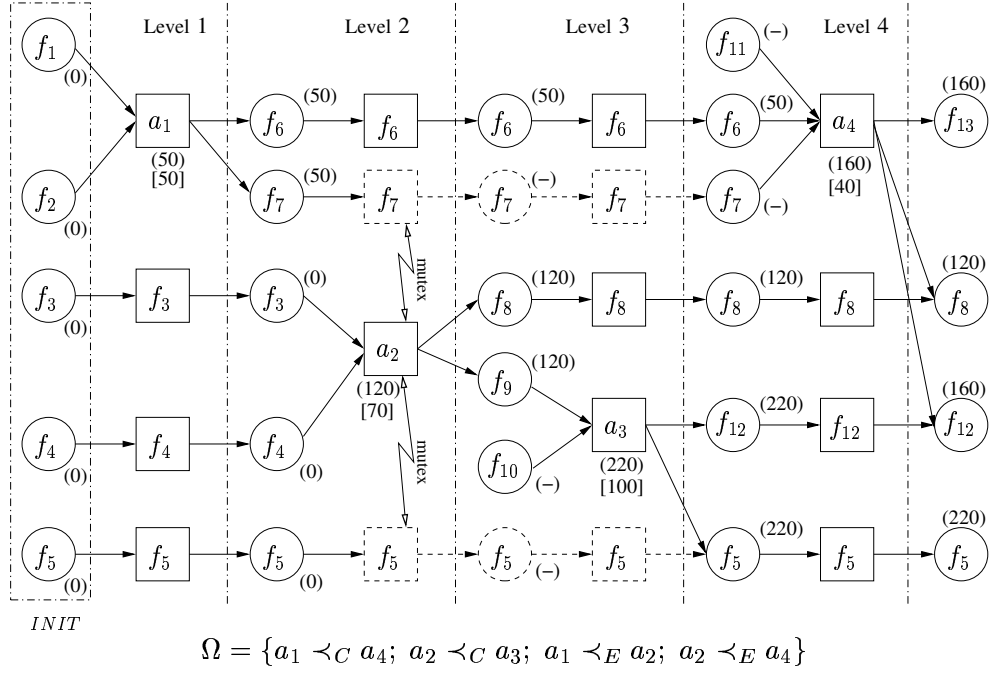 Level 1 Level 2 Level 3 Level 4
f₁ (0) f₁₁ (−)
a₁ (50) [50] f₆ (50) f₆ f₆ (50) f₆ f₆ (50) a₄ (160) [40] f₁₃ (160)
f₂ (0) f₇ (50) f₇ f₇ (−) f₇ f₇ (−)
mutex
f₃ (0) f₃ f₃ (0) f₈ (120) f₈ f₈ (120) f₈ f₈ (120)
a₂ (120) [70] f₉ (120)
mutex
f₄ (0) f₄ f₄ (0) f₁₀ (−) a₃ (220) [100] f₁₂ (220) f₁₂ f₁₂ (160)
f₅ (0) f₅ f₅ (0) f₅ f₅ (−) f₅ f₅ (220) f₅ f₅ (220)
INIT
Ω = {a₁ ≺_C a₄; a₂ ≺_C a₃; a₁ ≺_E a₂; a₂ ≺_E a₄}